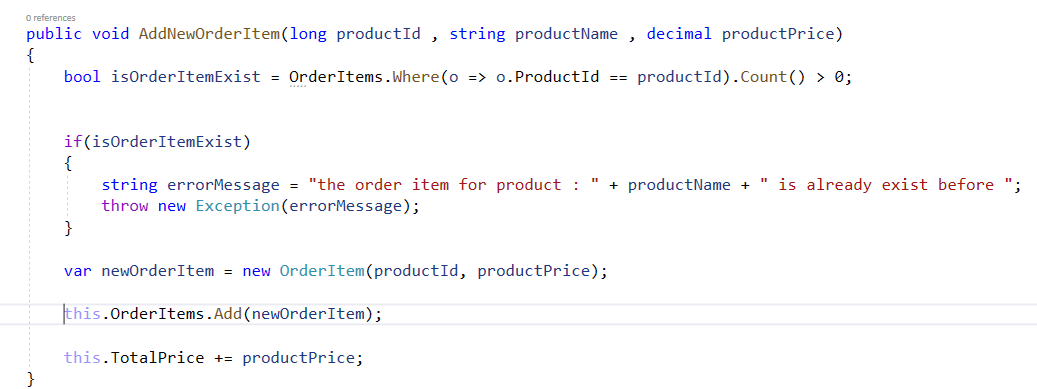 0 references
public void AddNewOrderItem(long productId , string productName , decimal productPrice)
{
bool isOrderItemExist = OrderItems.Where(o => o.ProductId == productId).Count() > 0;
if(isOrderItemExist)
{
string errorMessage = "the order item for product : " + productName + " is already exist before ";
throw new Exception(errorMessage);
}
var newOrderItem = new OrderItem(productId, productPrice);
this.OrderItems.Add(newOrderItem);
this.TotalPrice += productPrice;
}